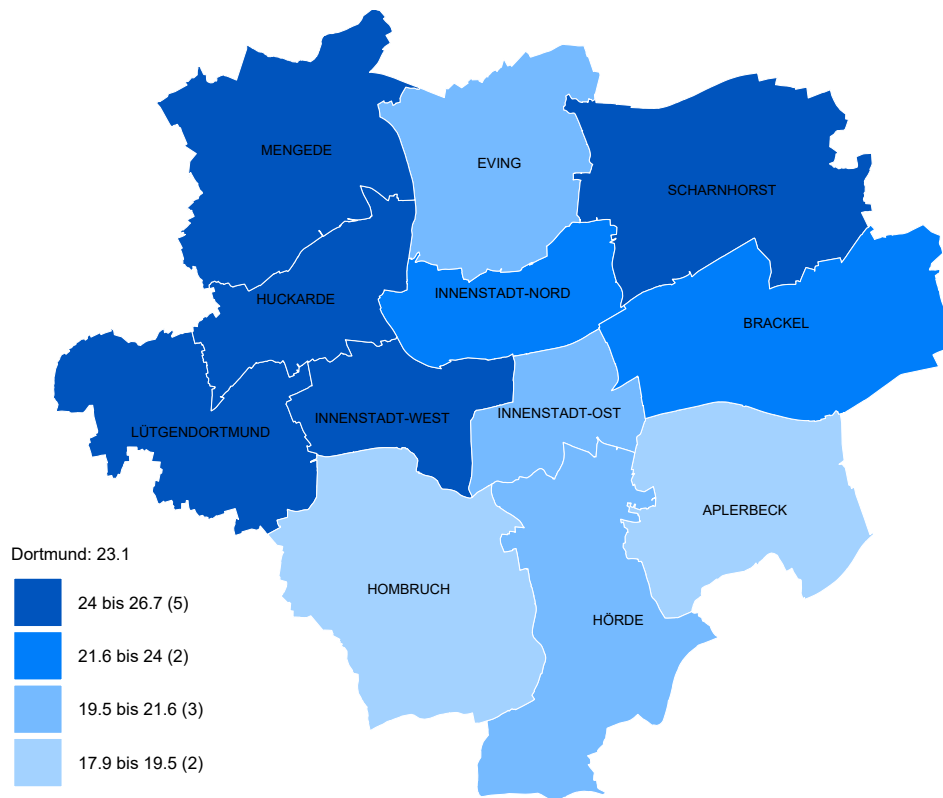 MENGEDE
EVING
SCHARNHORST
HUCKARDE
INNENSTADT-NORD
BRACKEL
LÜTGENDORTMUND
INNENSTADT-WEST
INNENSTADT-OST
APLERBECK
HOMBRUCH
HÖRDE
Dortmund: 23.1
24 bis 26.7 (5)
21.6 bis 24 (2)
19.5 bis 21.6 (3)
17.9 bis 19.5 (2)